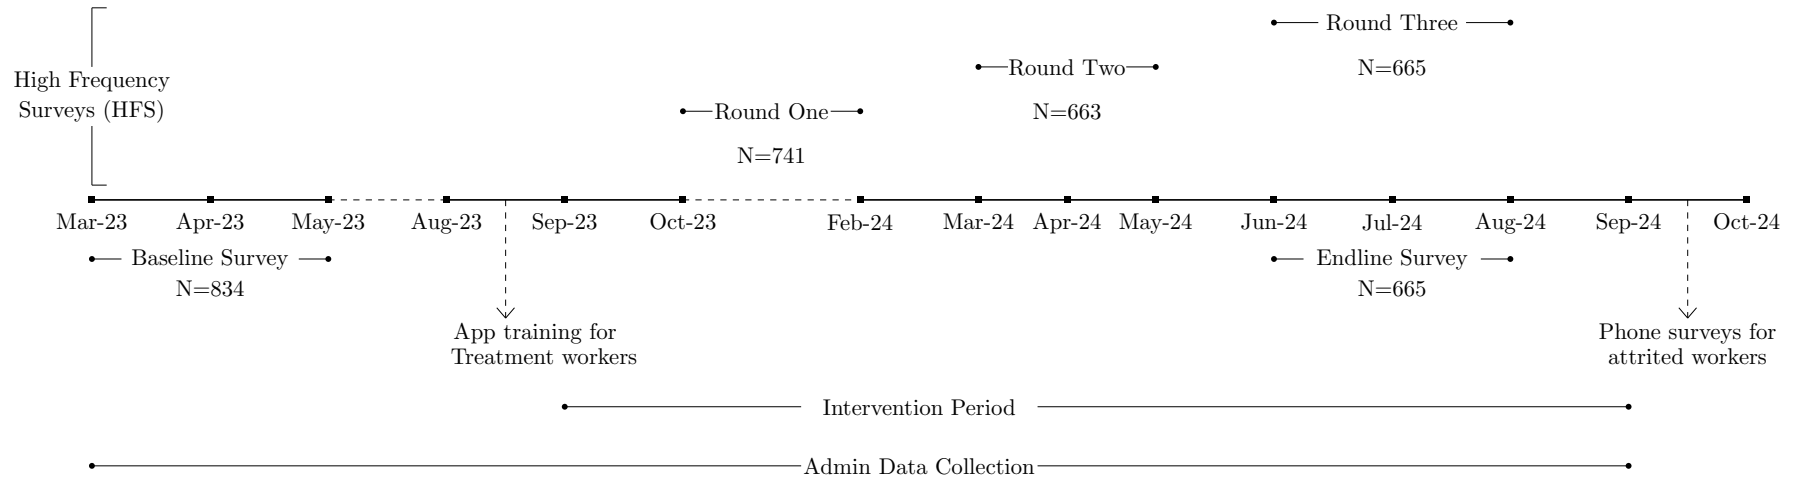 Round Three
N=665
Round Two
N=663
High Frequency
Surveys (HFS)
Round One
N=741
Mar-23 Apr-23 May-23 Aug-23 Sep-23 Oct-23 Feb-24 Mar-24 Apr-24 May-24 Jun-24 Jul-24 Aug-24 Sep-24 Oct-24
Baseline Survey
N=834
Endline Survey
N=665
App training for
Treatment workers
Phone surveys for
attrited workers
Intervention Period
Admin Data Collection